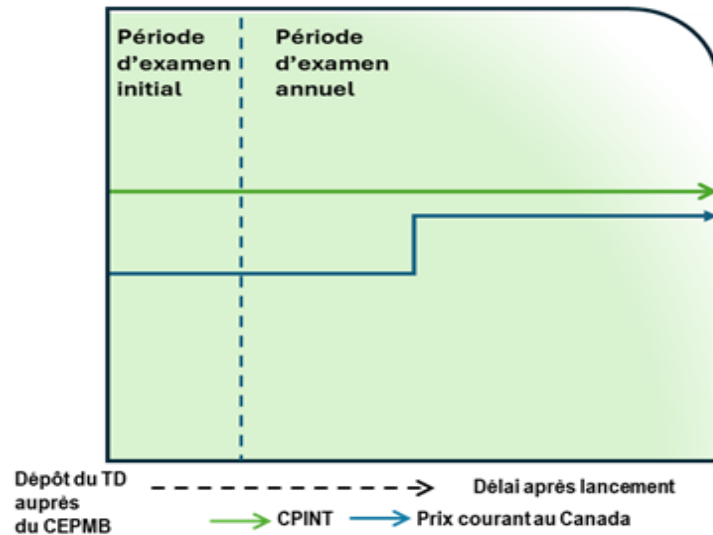 Période
d'examen
initial
Période
d'examen
annuel
Dépôt du TD
auprès
du CEPMB
Délai après lancement
CPINT
Prix courant au Canada